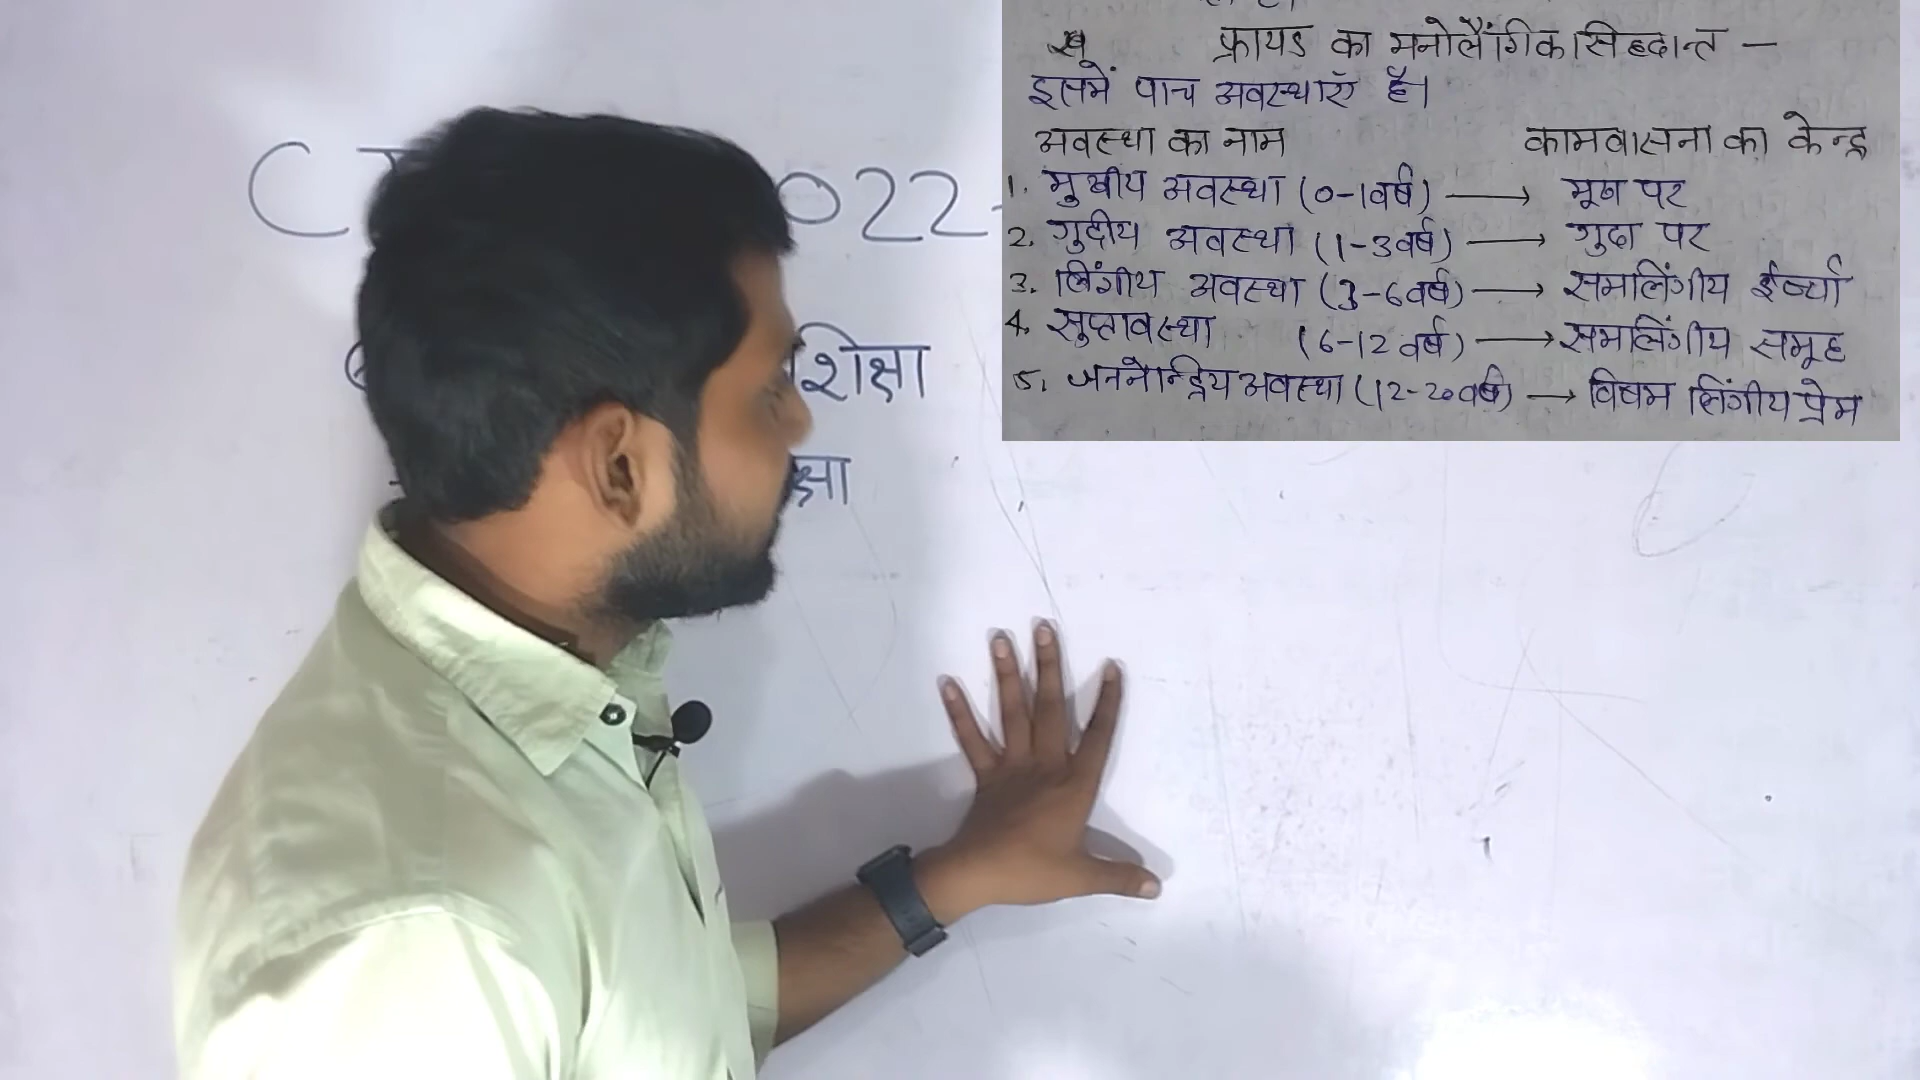 2022-
शिक्षा
क्षा
फ्रायड का मनोलैंगिक सिद्धान्त —
इसमें पाच अवस्थाएँ है।
अवस्था का नाम कामवासना का केन्द्र
1. मुखीय अवस्था (0-1वर्ष) → मूख पर
2. गुदीय अवस्था (1-3वर्ष) → गुदा पर
3. लिंगीय अवस्था (3-6वर्ष) → समलिंगीय ईर्ष्या
4. सुप्तावस्था (6-12 वर्ष) → समलिंगीय समूह
5. जननेन्द्रिय अवस्था (12-20वर्ष) → विषम लिंगीय प्रेम